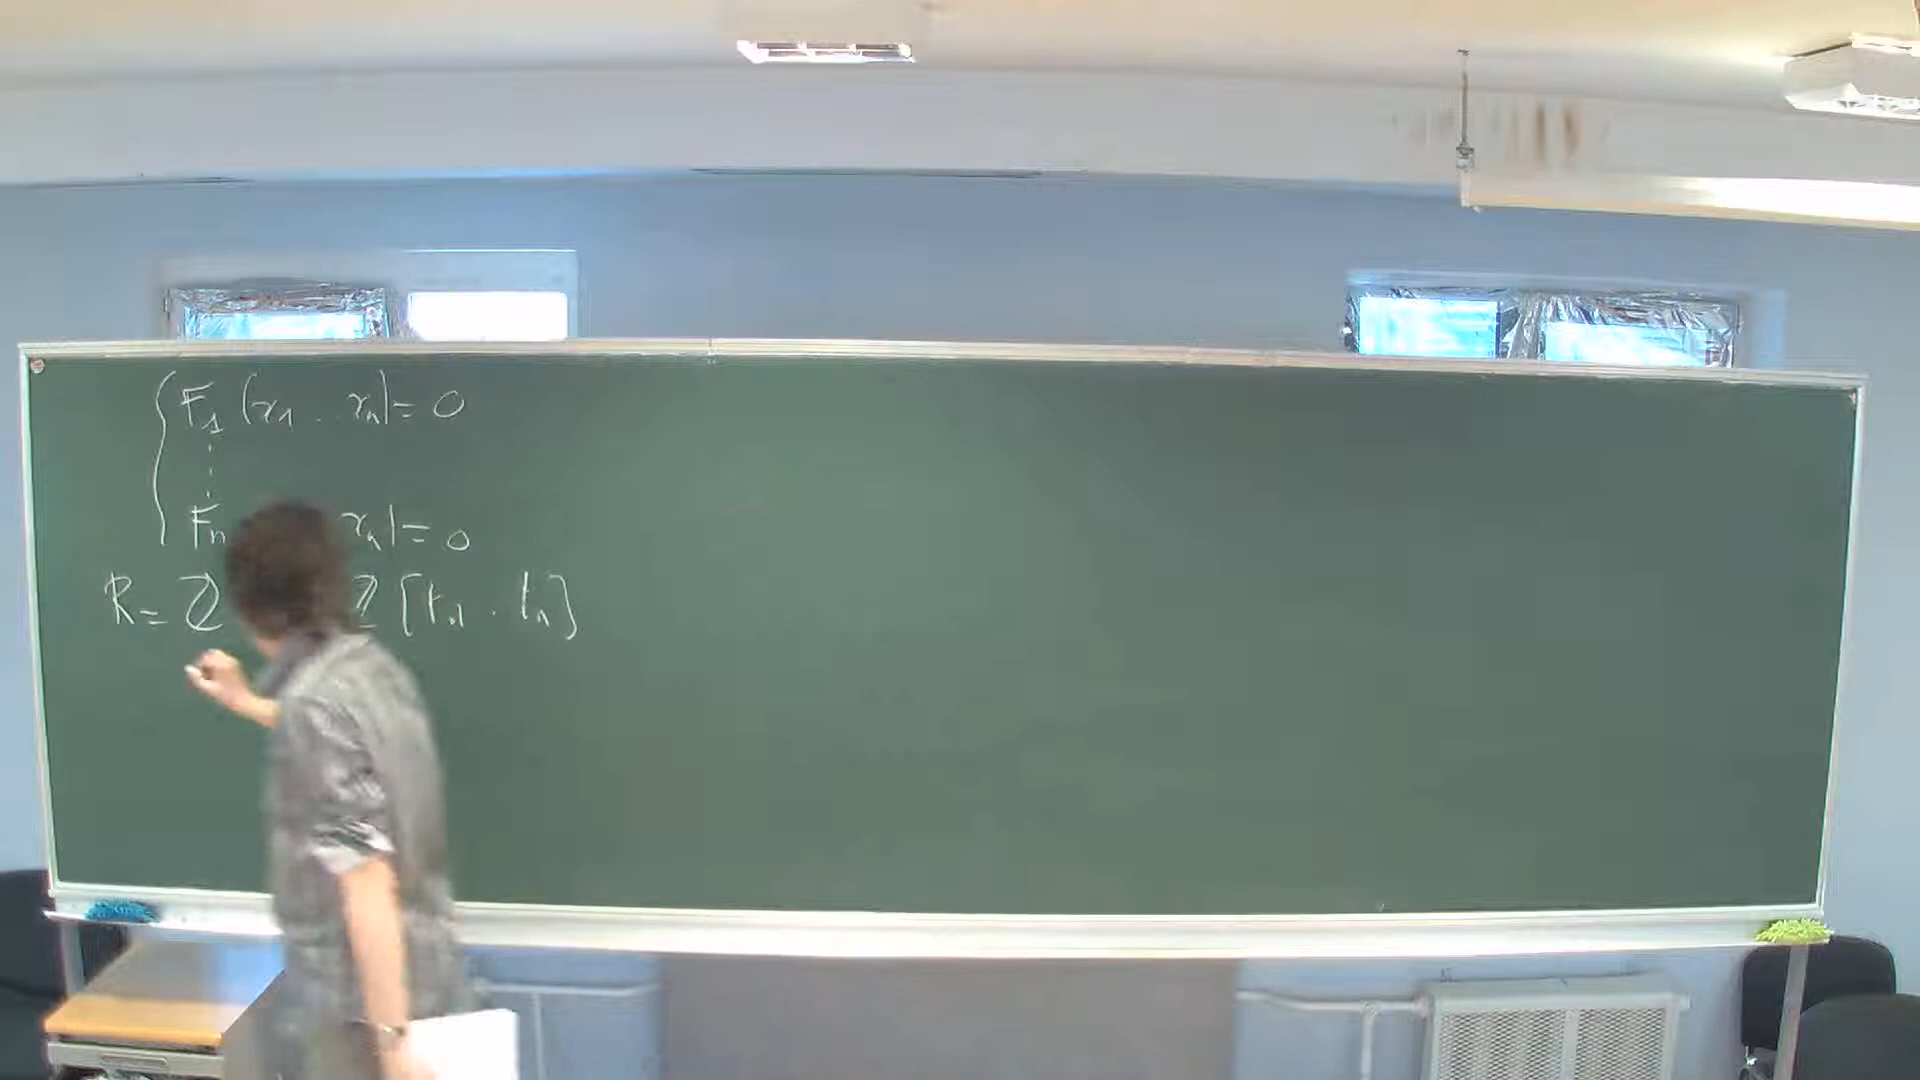 F₁ (x₁ . . xₙ) = 0
⋮
Fₙ xₙ) = 0
R = ℤ ℤ [t₁ . tₙ]